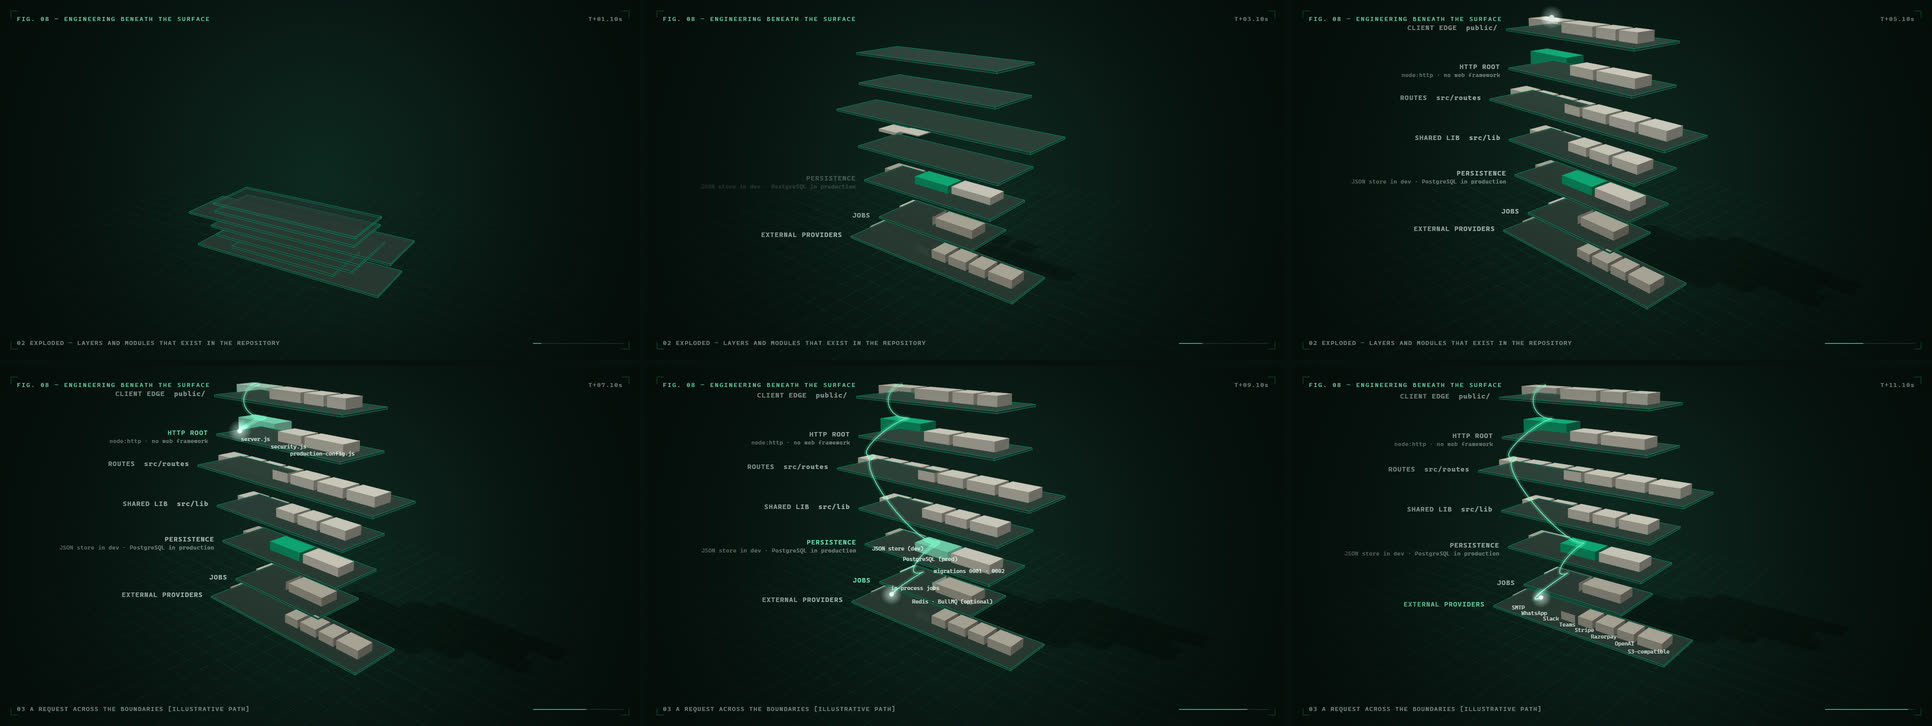 FIG. 08 — ENGINEERING BENEATH THE SURFACE
T+01.10s
02 EXPLODED — LAYERS AND MODULES THAT EXIST IN THE REPOSITORY
FIG. 08 — ENGINEERING BENEATH THE SURFACE
T+03.10s
PERSISTENCE
JSON store in dev · PostgreSQL in production
JOBS
EXTERNAL PROVIDERS
02 EXPLODED — LAYERS AND MODULES THAT EXIST IN THE REPOSITORY
FIG. 08 — ENGINEERING BENEATH THE SURFACE
T+05.10s
CLIENT EDGE public/
HTTP ROOT
node:http · no web framework
ROUTES src/routes
SHARED LIB src/lib
PERSISTENCE
JSON store in dev · PostgreSQL in production
JOBS
EXTERNAL PROVIDERS
02 EXPLODED — LAYERS AND MODULES THAT EXIST IN THE REPOSITORY
FIG. 08 — ENGINEERING BENEATH THE SURFACE
T+07.10s
CLIENT EDGE public/
HTTP ROOT
node:http · no web framework
server.js
security.js
production-config.js
ROUTES src/routes
SHARED LIB src/lib
PERSISTENCE
JSON store in dev · PostgreSQL in production
JOBS
EXTERNAL PROVIDERS
03 A REQUEST ACROSS THE BOUNDARIES [ILLUSTRATIVE PATH]
FIG. 08 — ENGINEERING BENEATH THE SURFACE
T+09.10s
CLIENT EDGE public/
HTTP ROOT
node:http · no web framework
ROUTES src/routes
SHARED LIB src/lib
PERSISTENCE
JSON store in dev · PostgreSQL in production
JSON store (dev)
PostgreSQL (prod)
migrations 0001 0002
JOBS
process jobs
EXTERNAL PROVIDERS
Redis · BullMQ (optional)
03 A REQUEST ACROSS THE BOUNDARIES [ILLUSTRATIVE PATH]
FIG. 08 — ENGINEERING BENEATH THE SURFACE
T+11.10s
CLIENT EDGE public/
HTTP ROOT
node:http · no web framework
ROUTES src/routes
SHARED LIB src/lib
PERSISTENCE
JSON store in dev · PostgreSQL in production
JOBS
EXTERNAL PROVIDERS
SMTP
WhatsApp
Slack
Teams
Stripe
Razorpay
OpenAI
S3-compatible
03 A REQUEST ACROSS THE BOUNDARIES [ILLUSTRATIVE PATH]